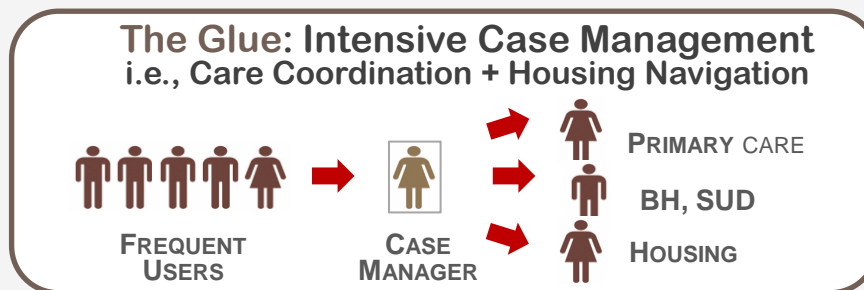 The Glue: Intensive Case Management
i.e., Care Coordination + Housing Navigation
PRIMARY CARE
BH, SUD
HOUSING
FREQUENT
USERS
CASE
MANAGER